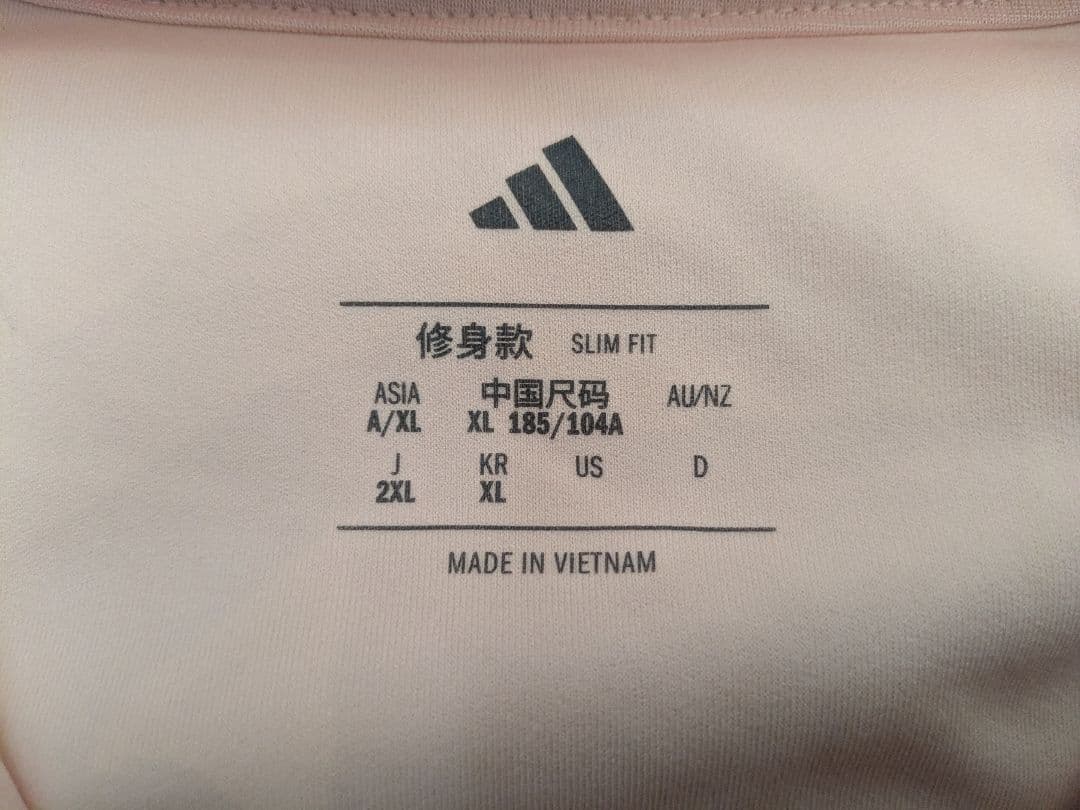 修身款 SLIM FIT
ASIA 中国尺码 AU/NZ
A/XL XL 185/104A
J KR US D
2XL XL
MADE IN VIETNAM